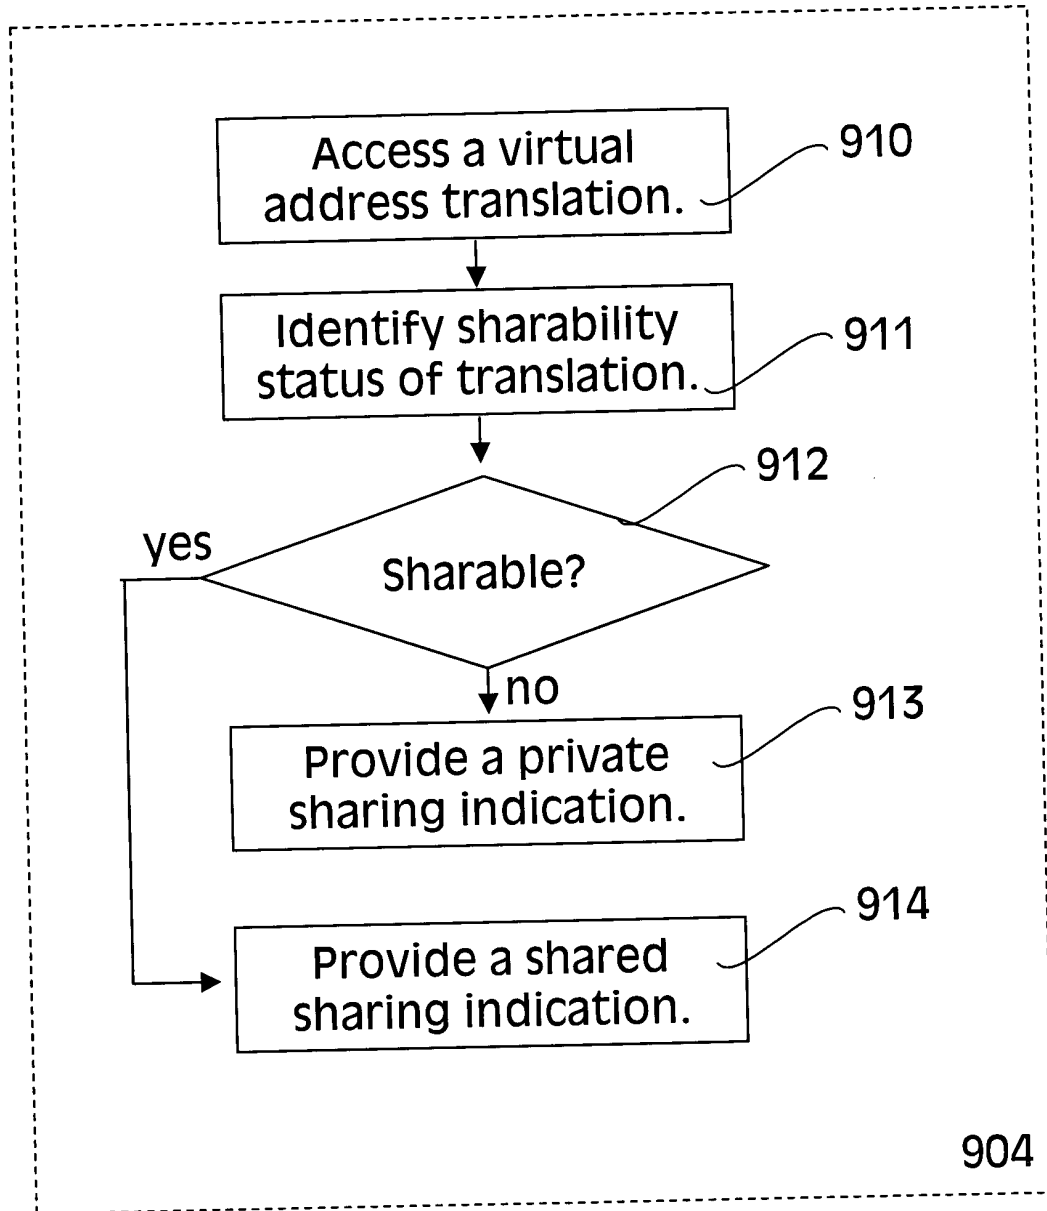 Access a virtual
address translation.
910
Identify sharability
status of translation.
911
912
yes
Sharable?
no
913
Provide a private
sharing indication.
914
Provide a shared
sharing indication.
904